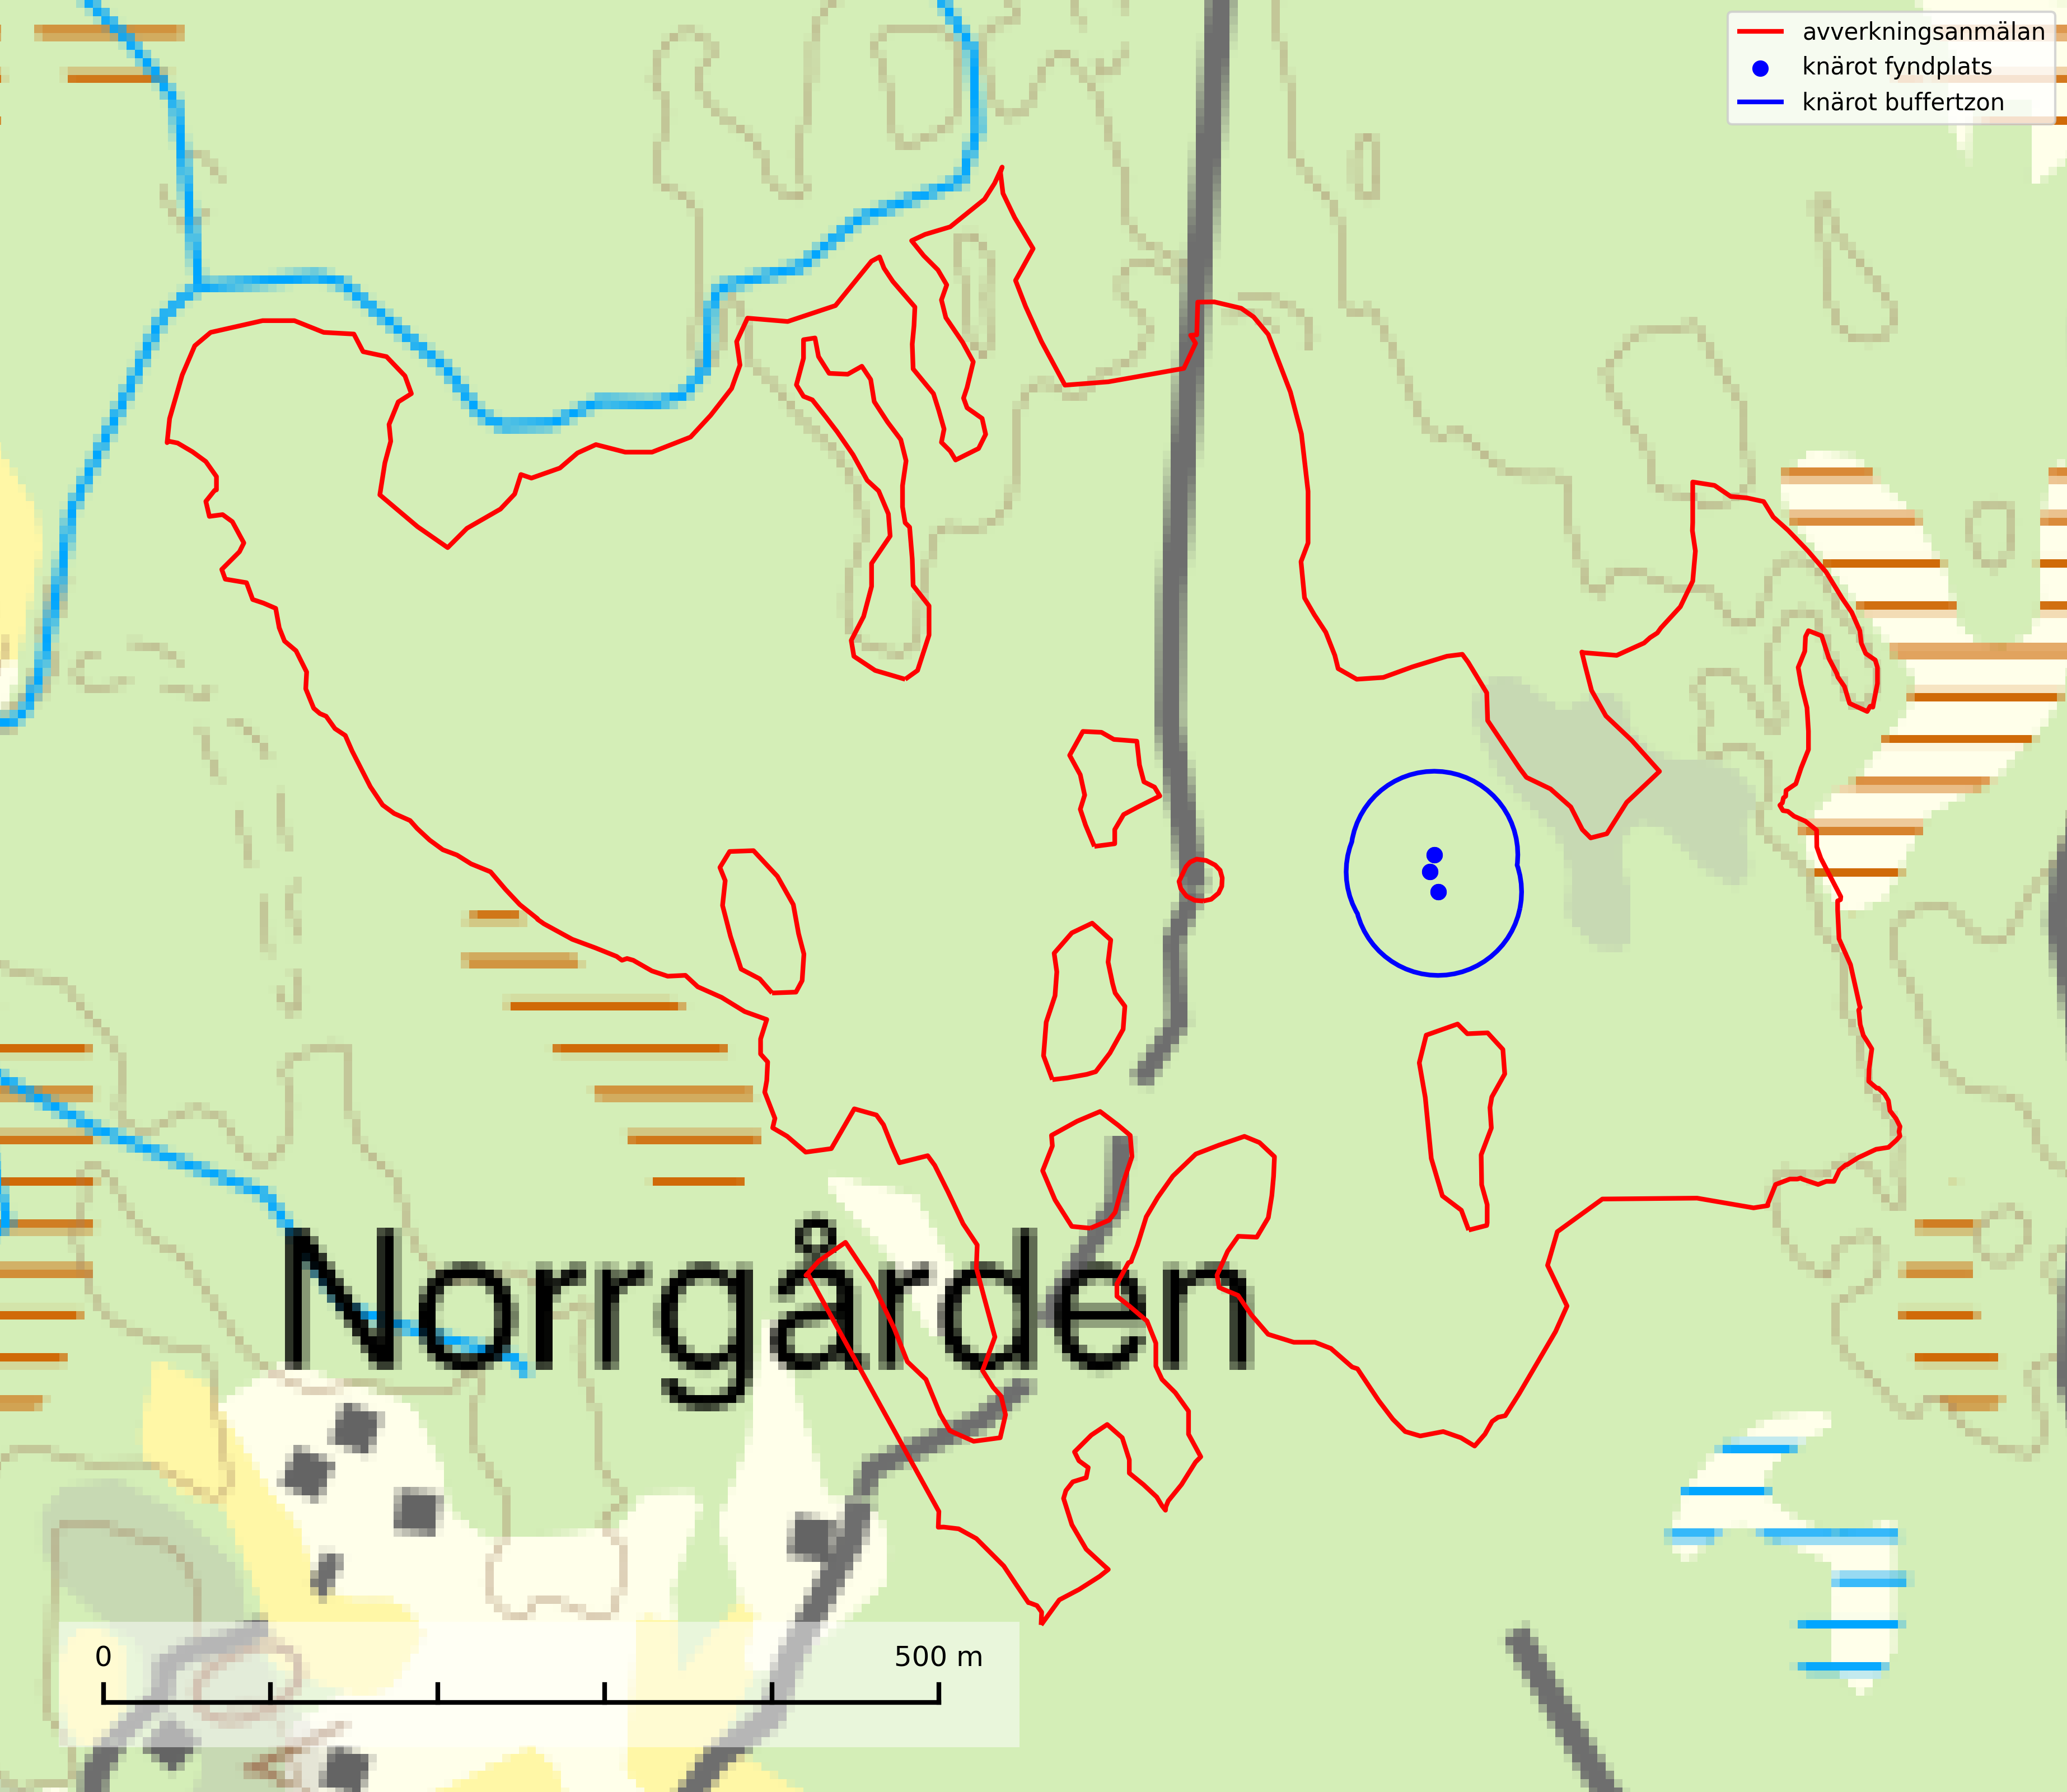 avverkningsanmälan
knärot fyndplats
knärot buffertzon
Norrgården
0 500 m